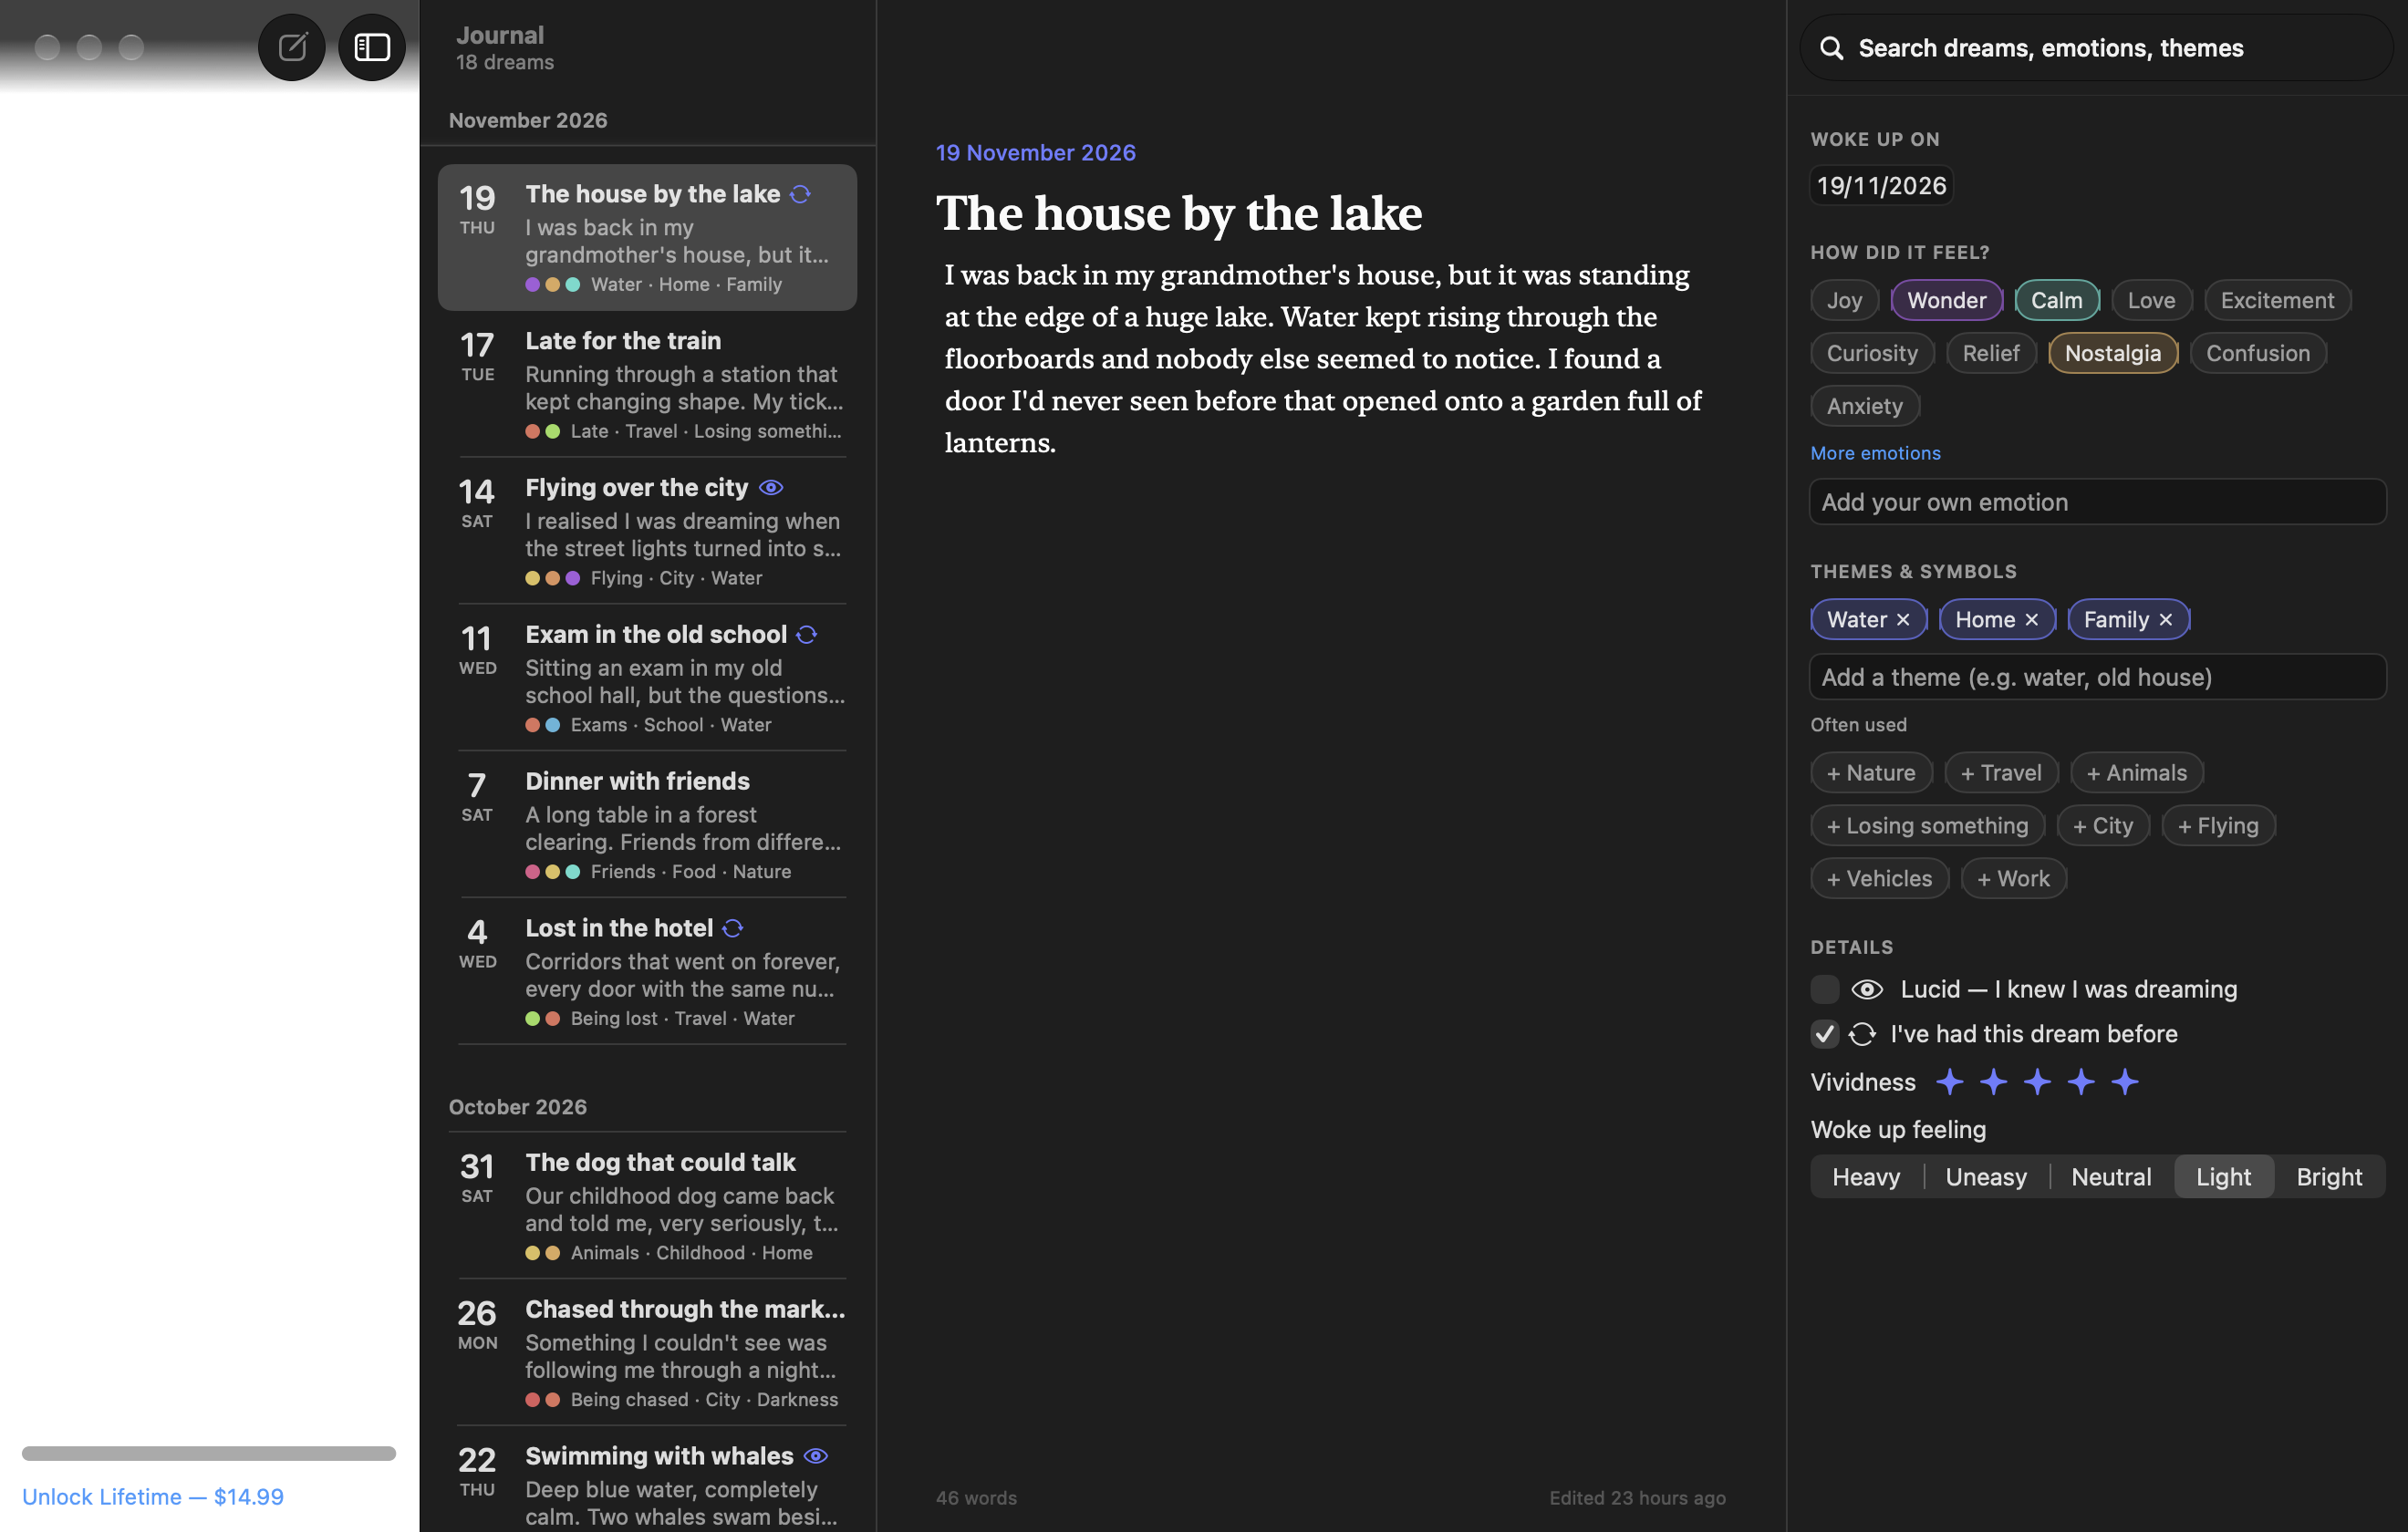 Journal
18 dreams
November 2026
19
THU
The house by the lake
I was back in my
grandmother's house, but it...
Water · Home · Family
17
TUE
Late for the train
Running through a station that
kept changing shape. My tick...
Late · Travel · Losing somethi...
14
SAT
Flying over the city
I realised I was dreaming when
the street lights turned into s...
Flying · City · Water
11
WED
Exam in the old school
Sitting an exam in my old
school hall, but the questions...
Exams · School · Water
7
SAT
Dinner with friends
A long table in a forest
clearing. Friends from differe...
Friends · Food · Nature
4
WED
Lost in the hotel
Corridors that went on forever,
every door with the same nu...
Being lost · Travel · Water
October 2026
31
SAT
The dog that could talk
Our childhood dog came back
and told me, very seriously, t...
Animals · Childhood · Home
26
MON
Chased through the mark...
Something I couldn't see was
following me through a night...
Being chased · City · Darkness
22
THU
Swimming with whales
Deep blue water, completely
calm. Two whales swam besi...
Unlock Lifetime — $14.99
19 November 2026
The house by the lake
I was back in my grandmother's house, but it was standing
at the edge of a huge lake. Water kept rising through the
floorboards and nobody else seemed to notice. I found a
door I'd never seen before that opened onto a garden full of
lanterns.
46 words
Edited 23 hours ago
Search dreams, emotions, themes
WOKE UP ON
19/11/2026
HOW DID IT FEEL?
Joy Wonder Calm Love Excitement
Curiosity Relief Nostalgia Confusion
Anxiety
More emotions
Add your own emotion
THEMES & SYMBOLS
Water × Home × Family ×
Add a theme (e.g. water, old house)
Often used
+ Nature + Travel + Animals
+ Losing something + City + Flying
+ Vehicles + Work
DETAILS
Lucid — I knew I was dreaming
I've had this dream before
Vividness
Woke up feeling
Heavy Uneasy Neutral Light Bright